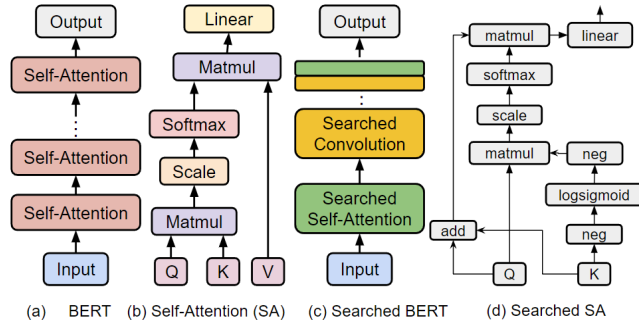 Output
Self-Attention
Self-Attention
Self-Attention
Input
(a) BERT
Linear
Matmul
Softmax
Scale
Matmul
Q K V
(b) Self-Attention (SA)
Output
Searched
Convolution
Searched
Self-Attention
Input
(c) Searched BERT
matmul linear
softmax
scale
matmul neg
logsigmoid
add neg
Q K
(d) Searched SA